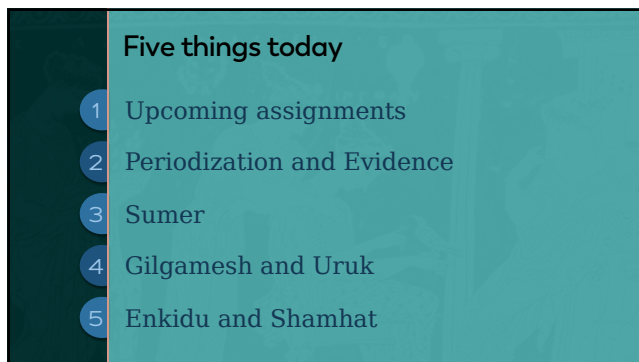 Five things today
1 Upcoming assignments
2 Periodization and Evidence
3 Sumer
4 Gilgamesh and Uruk
5 Enkidu and Shamhat